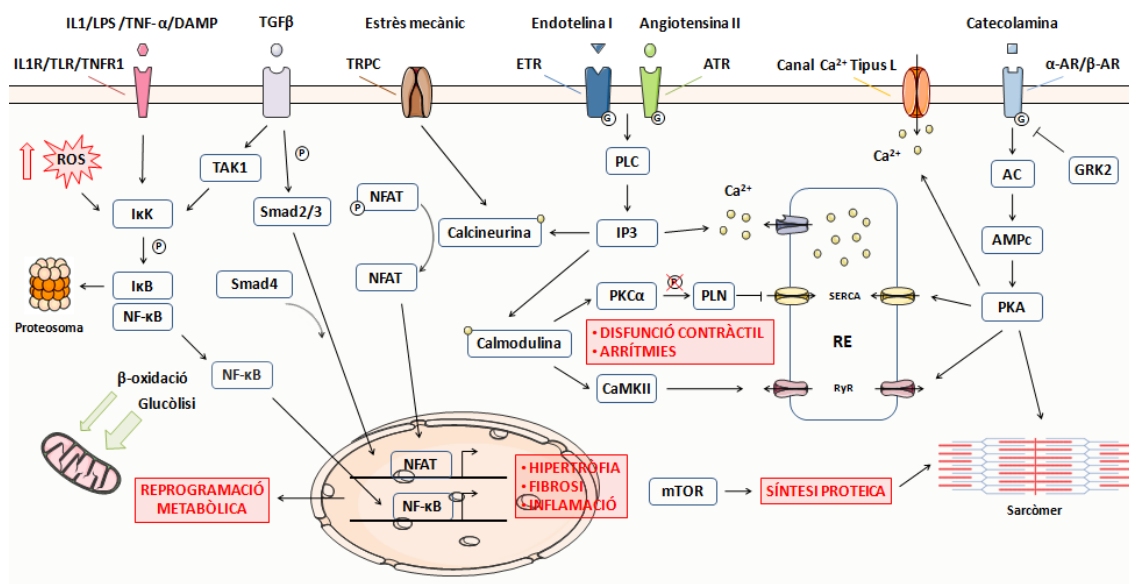 IL1/LPS /TNF-α/DAMP
TGFβ
Estrès mecànic
Endotelina I
Angiotensina II
Catecolamina
IL1R/TLR/TNFR1
TRPC
ETR
ATR
Canal Ca²⁺ Tipus L
α-AR/β-AR
G
G
G
ROS
TAK1
P
PLC
Ca²⁺
AC
GRK2
IκK
Smad2/3
NFAT
P
Calcineurina
IP3
Ca²⁺
AMPc
P
IκB
NF-κB
Proteosoma
Smad4
NFAT
PKCα
P
PLN
SERCA
PKA
• DISFUNCIÓ CONTRÀCTIL
• ARRÍTMIES
RE
Calmodulina
NF-κB
β-oxidació
Glucòlisi
CaMKII
RyR
NFAT
NF-κB
• HIPERTRÒFIA
• FIBROSI
• INFLAMACIÓ
REPROGRAMACIÓ
METABÒLICA
mTOR
SÍNTESI PROTEICA
Sarcòmer